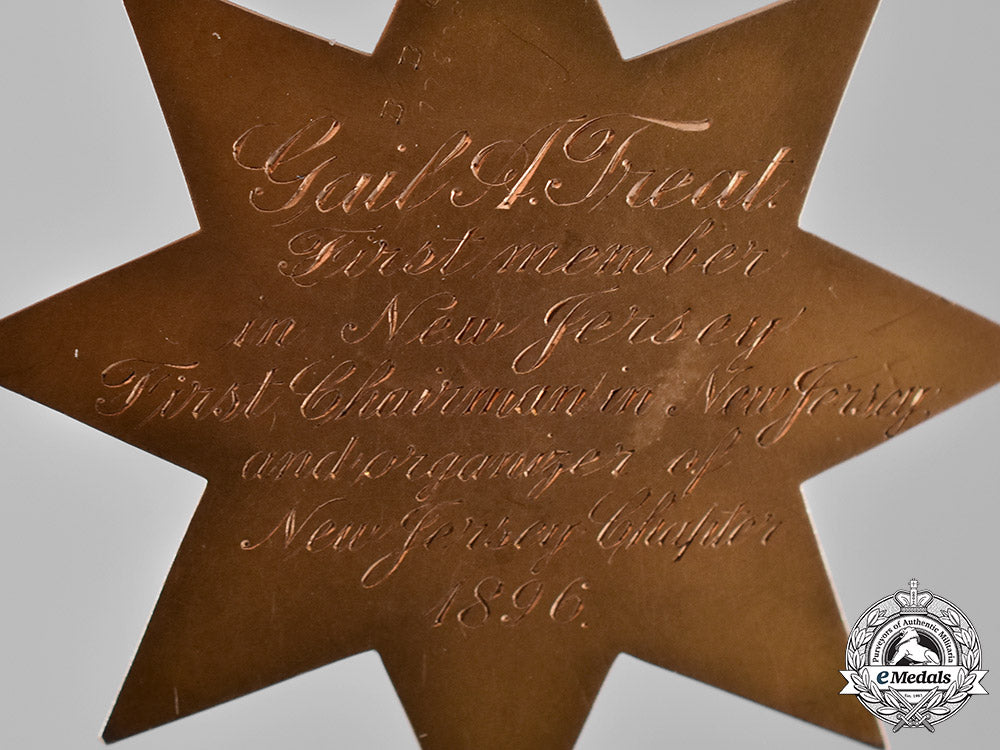 Gail A. Treat.
First member
in New Jersey
First Chairman in New Jersey,
and organizer of
New Jersey Chapter
1896.
Purveyors of Authentic Militaria
eMedals